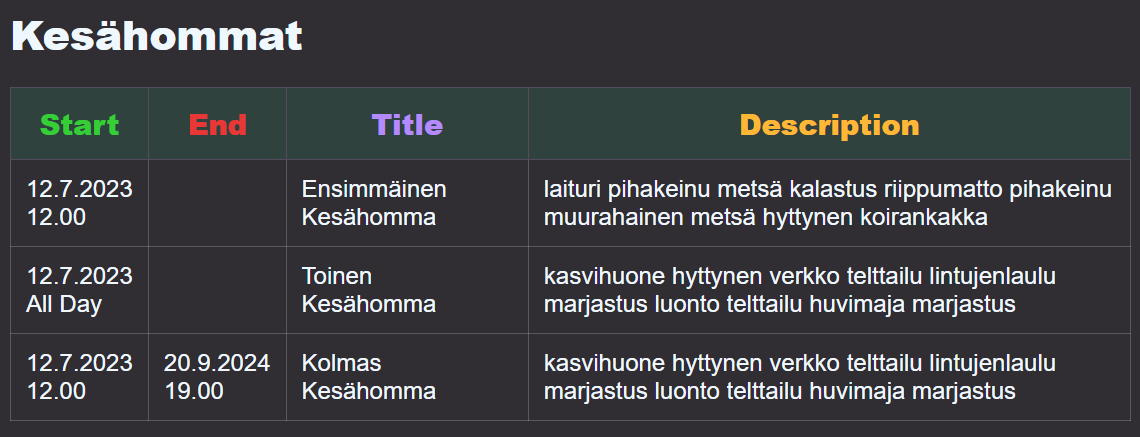 Kesähommat
Start End Title Description
12.7.2023 Ensimmäinen laituri pihakeinu metsä kalastus riippumatto pihakeinu
12.00 Kesähomma muurahainen metsä hyttynen koirankakka
12.7.2023 Toinen kasvihuone hyttynen verkko telttailu lintujenlaulu
All Day Kesähomma marjastus luonto telttailu huvimaja marjastus
12.7.2023 20.9.2024 Kolmas kasvihuone hyttynen verkko telttailu lintujenlaulu
12.00 19.00 Kesähomma marjastus luonto telttailu huvimaja marjastus